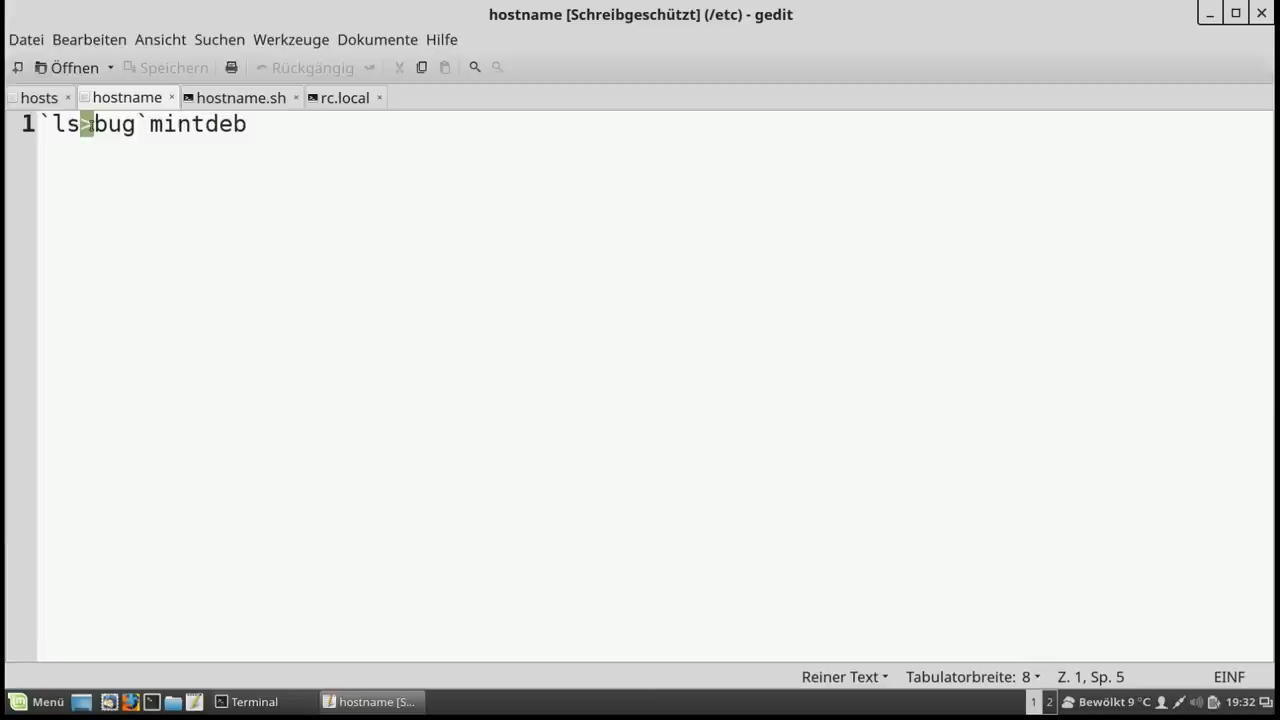 hostname [Schreibgeschützt] (/etc) - gedit
Datei Bearbeiten Ansicht Suchen Werkzeuge Dokumente Hilfe
Öffnen Speichern Rückgängig
hosts hostname hostname.sh rc.local
1 `ls>bug`mintdeb
Reiner Text Tabulatorbreite: 8 Z. 1, Sp. 5 EINF
Menü Terminal hostname [S... 1 2 Bewölkt 9 °C 19:32